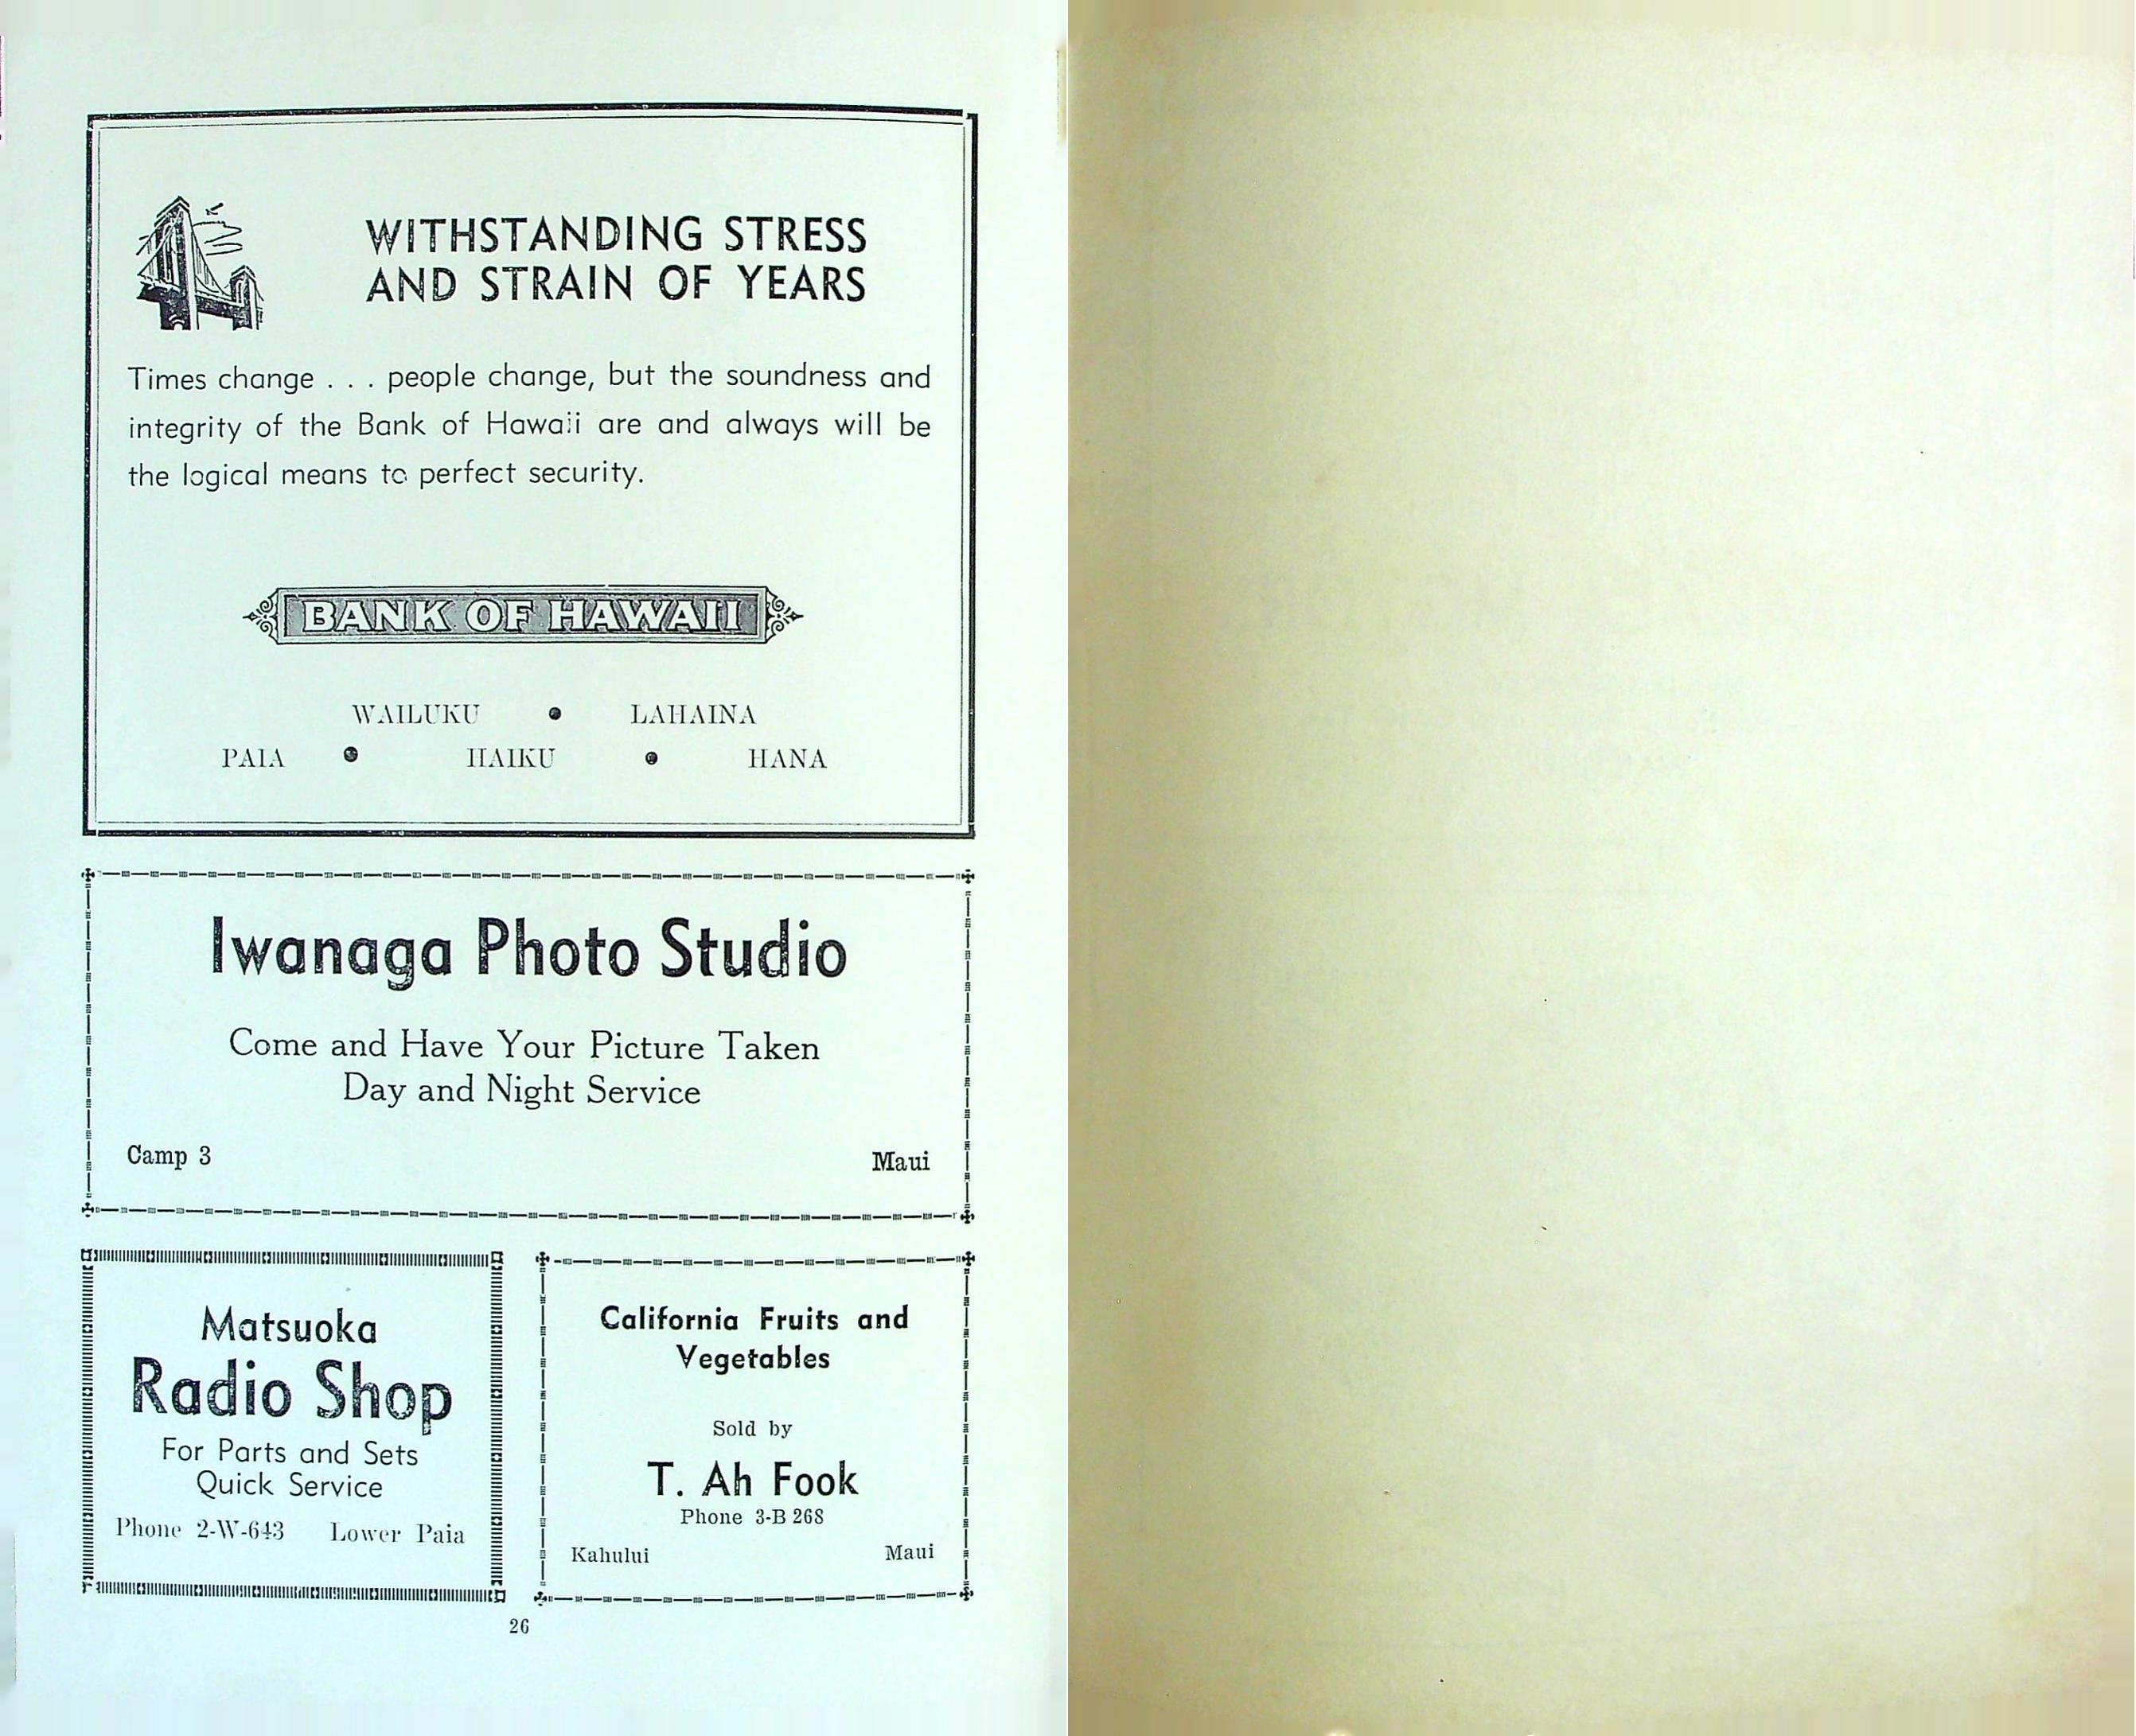 WITHSTANDING STRESS
AND STRAIN OF YEARS
Times change . . . people change, but the soundness and
integrity of the Bank of Hawaii are and always will be
the logical means to perfect security.
BANK OF HAWAII
WAILUKU • LAHAINA
PAIA • HAIKU • HANA
Iwanaga Photo Studio
Come and Have Your Picture Taken
Day and Night Service
Camp 3 Maui
Matsuoka
Radio Shop
For Parts and Sets
Quick Service
Phone 2-W-643 Lower Paia
California Fruits and
Vegetables
Sold by
T. Ah Fook
Phone 3-B 268
Kahului Maui
26